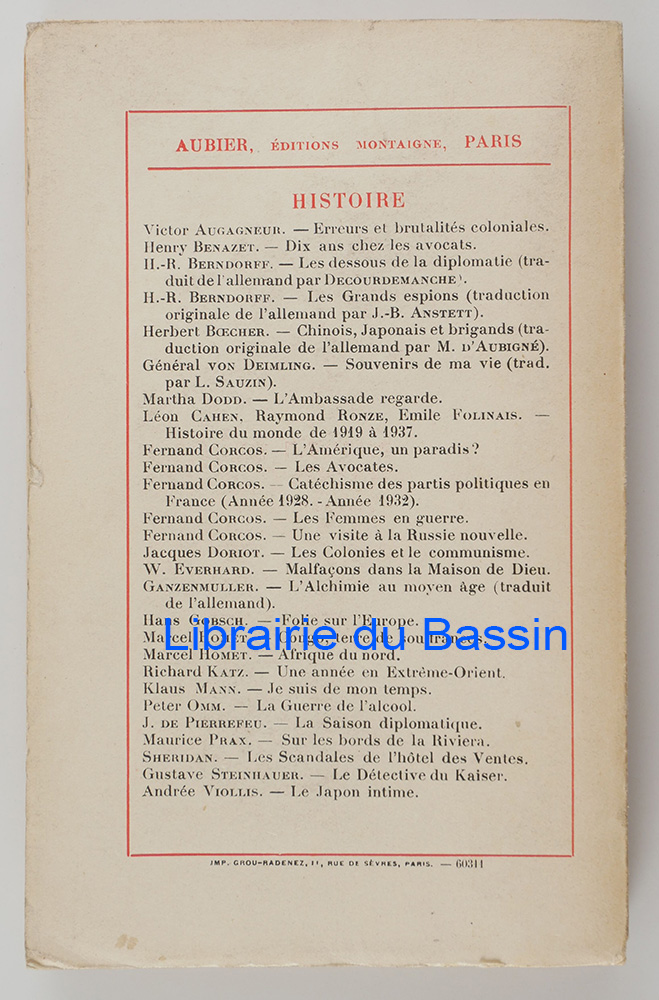 AUBIER, ÉDITIONS MONTAIGNE, PARIS
HISTOIRE
Victor AUGAGNEUR. — Erreurs et brutalités coloniales.
Henry BENAZET. — Dix ans chez les avocats.
H.-R. BERNDORFF. — Les dessous de la diplomatie (tra-
duit de l'allemand par DECOURDEMANCHE).
H.-R. BERNDORFF. — Les Grands espions (traduction
originale de l'allemand par J.-B. ANSTETT).
Herbert BŒCHER. — Chinois, Japonais et brigands (tra-
duction originale de l'allemand par M. D'AUBIGNÉ).
Général VON DEIMLING. — Souvenirs de ma vie (trad.
par L. SAUZIN).
Martha DODD. — L'Ambassade regarde.
Léon CAHEN, Raymond RONZE, Emile FOLINAIS. —
Histoire du monde de 1919 à 1937.
Fernand CORCOS. — L'Amérique, un paradis ?
Fernand CORCOS. — Les Avocates.
Fernand CORCOS. — Catéchisme des partis politiques en
France (Année 1928. - Année 1932).
Fernand CORCOS. — Les Femmes en guerre.
Fernand CORCOS. — Une visite à la Russie nouvelle.
Jacques DORIOT. — Les Colonies et le communisme.
W. EVERHARD. — Malfaçons dans la Maison de Dieu.
GANZENMULLER. — L'Alchimie au moyen âge (traduit
de l'allemand).
Hans GOBSCH. — Folie sur l'Europe.
Librairie du Bassin
Marcel HOMET. — Congo, terre de souffrances.
Marcel HOMET. — Afrique du nord.
Richard KATZ. — Une année en Extrême-Orient.
Klaus MANN. — Je suis de mon temps.
Peter OMM. — La Guerre de l'alcool.
J. DE PIERREFEU. — La Saison diplomatique.
Maurice PRAX. — Sur les bords de la Riviera.
SHERIDAN. — Les Scandales de l'hôtel des Ventes.
Gustave STEINHAUER. — Le Détective du Kaiser.
Andrée VIOLLIS. — Le Japon intime.
IMP. GROU-RADENEZ, 11, RUE DE SÈVRES, PARIS. — 60311